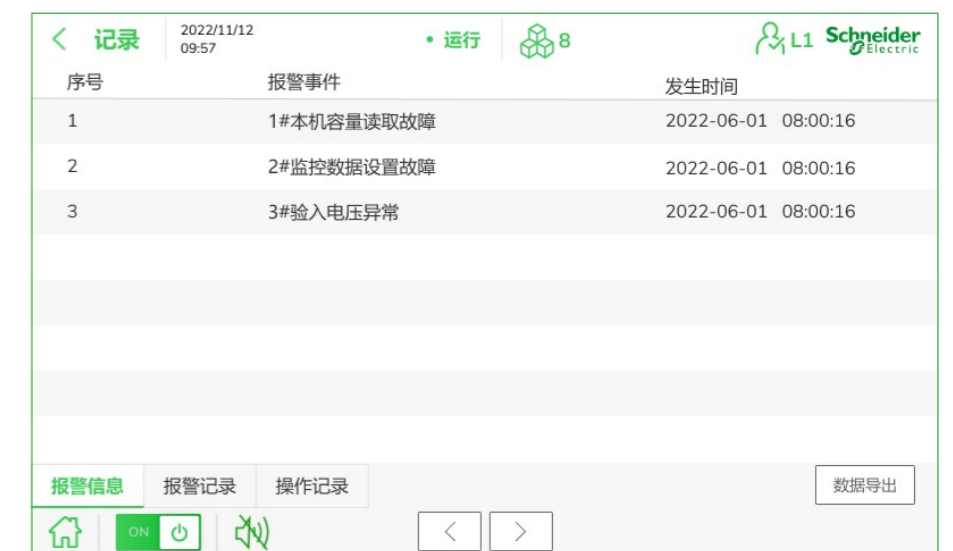 记录 2022/11/12 • 运行 8 L1 Schneider
09:57 Electric
序号 报警事件 发生时间
1 1#本机容量读取故障 2022-06-01 08:00:16
2 2#监控数据设置故障 2022-06-01 08:00:16
3 3#验入电压异常 2022-06-01 08:00:16
报警信息 报警记录 操作记录 数据导出
ON